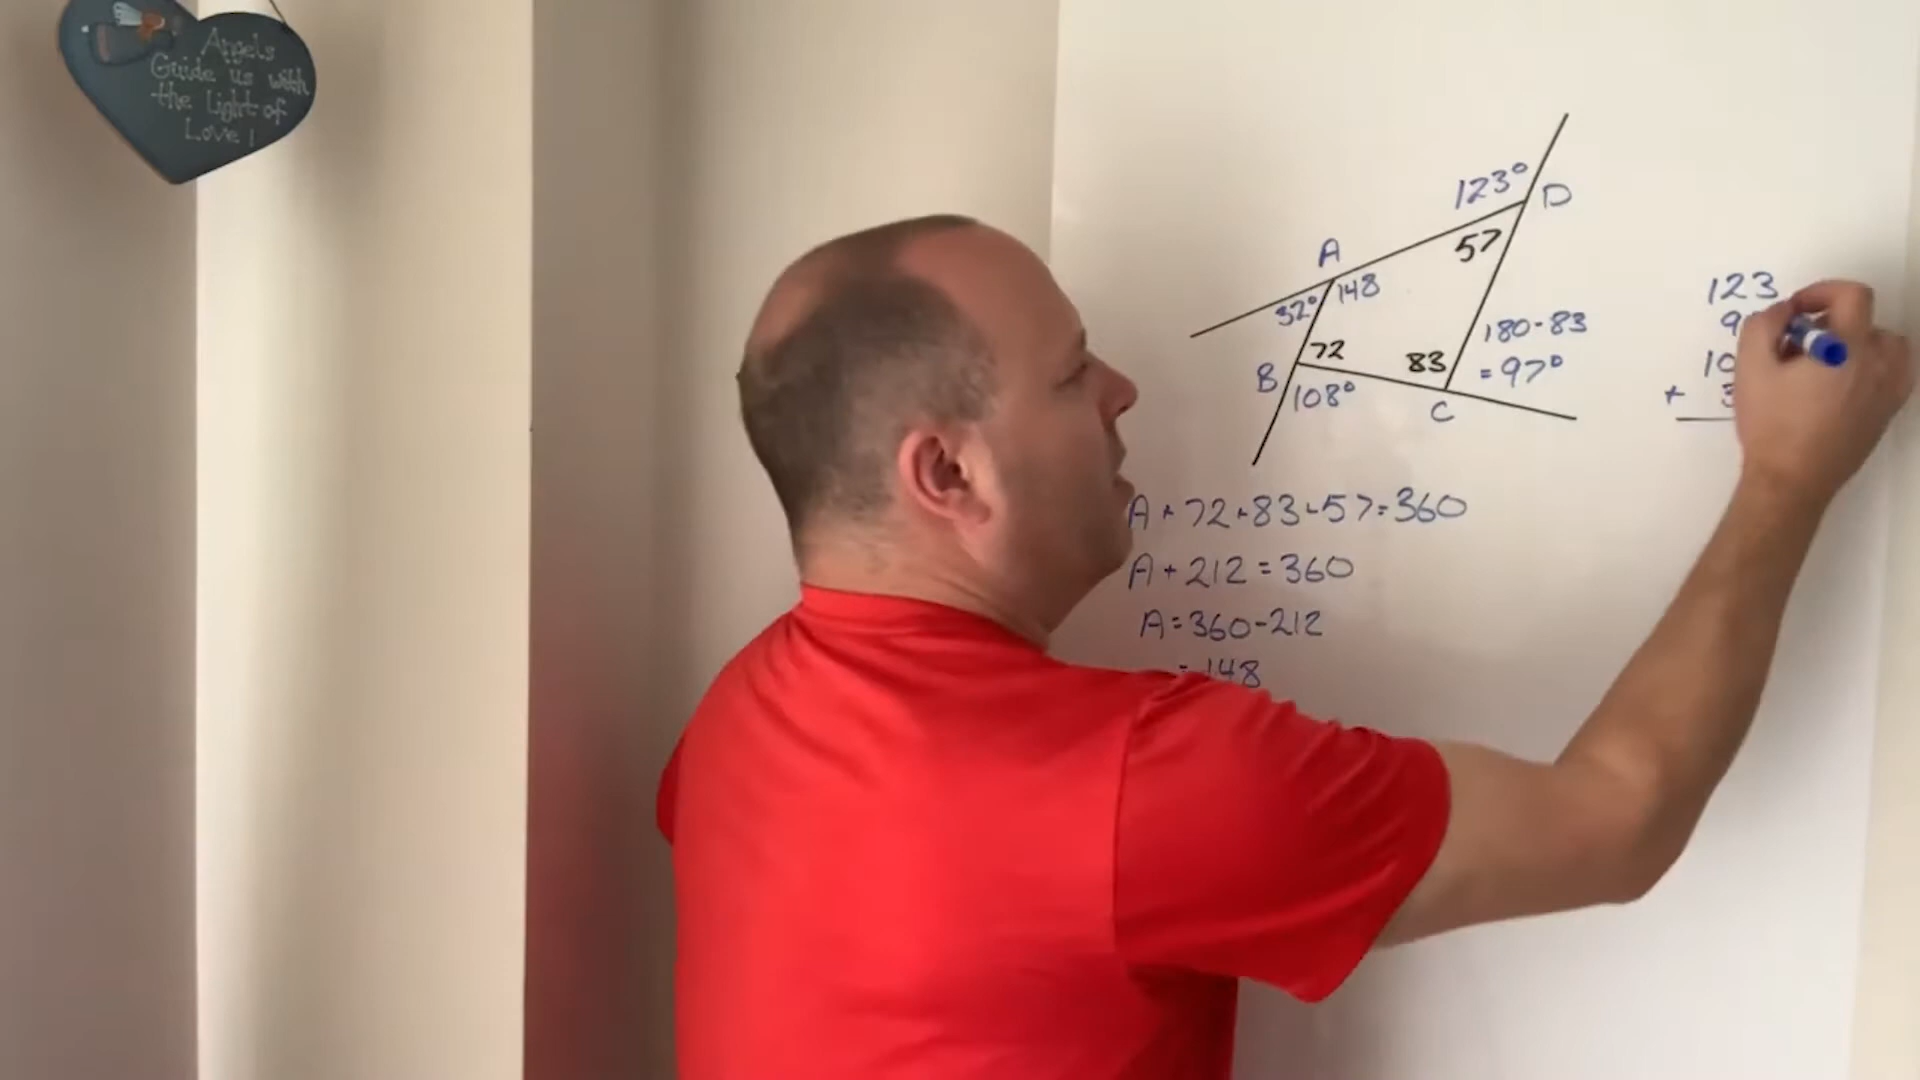 Angels
Guide us with
the Light of
Love !
123°
D
57
A
148
32°
72
83
180-83
= 97°
B
108°
C
123
+
A + 72 + 83 + 57 = 360
A + 212 = 360
A = 360 - 212
= 148